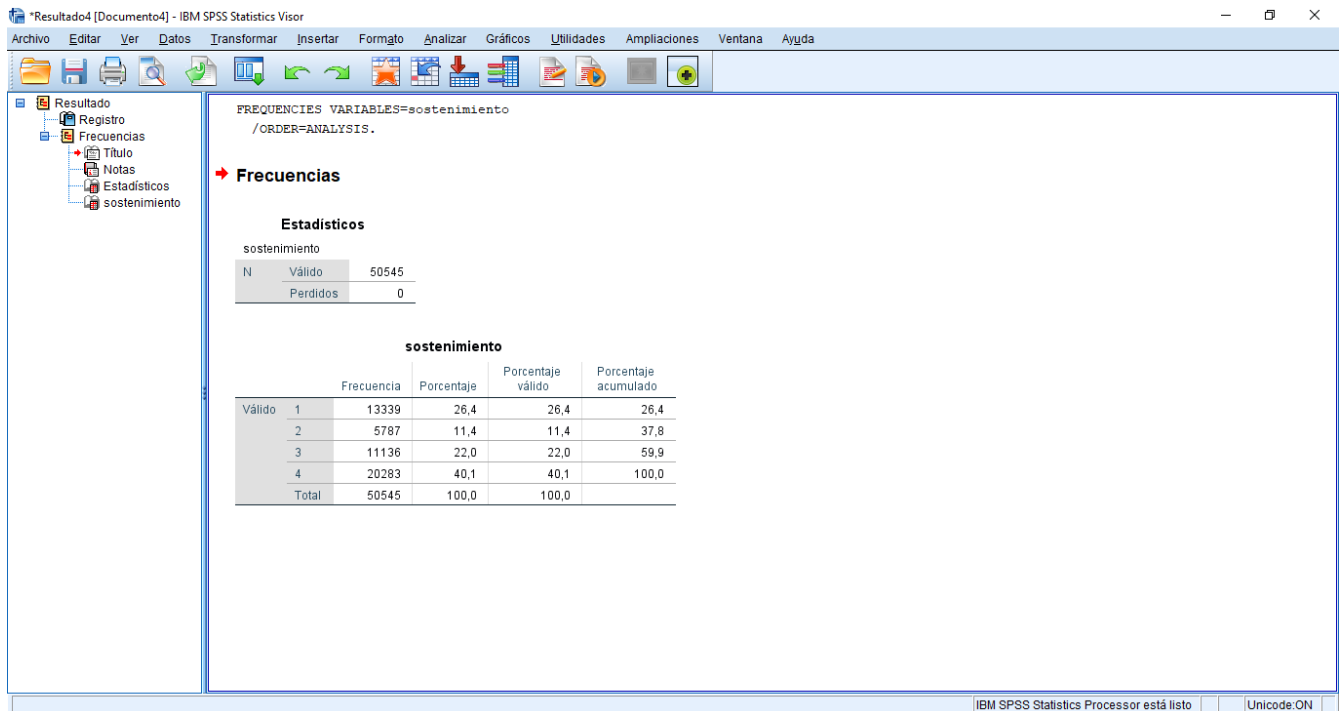 *Resultado4 [Documento4] - IBM SPSS Statistics Visor
Archivo Editar Ver Datos Transformar Insertar Formato Analizar Gráficos Utilidades Ampliaciones Ventana Ayuda
Resultado
Registro
Frecuencias
Título
Notas
Estadísticos
sostenimiento
FREQUENCIES VARIABLES=sostenimiento
/ORDER=ANALYSIS.
Frecuencias
Estadísticos
sostenimiento
N Válido 50545
Perdidos 0
sostenimiento
Frecuencia Porcentaje Porcentaje válido Porcentaje acumulado
Válido 1 13339 26,4 26,4 26,4
2 5787 11,4 11,4 37,8
3 11136 22,0 22,0 59,9
4 20283 40,1 40,1 100,0
Total 50545 100,0 100,0
IBM SPSS Statistics Processor está listo Unicode:ON